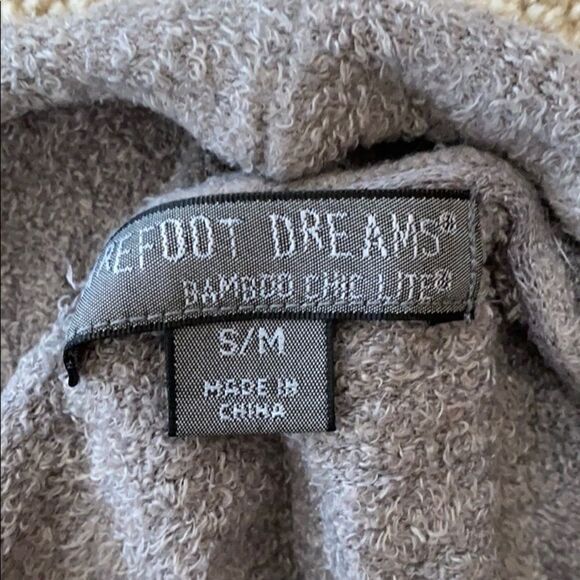 REFOOT DREAMS®
BAMBOO CHIC LITE®
S/M
MADE IN
CHINA